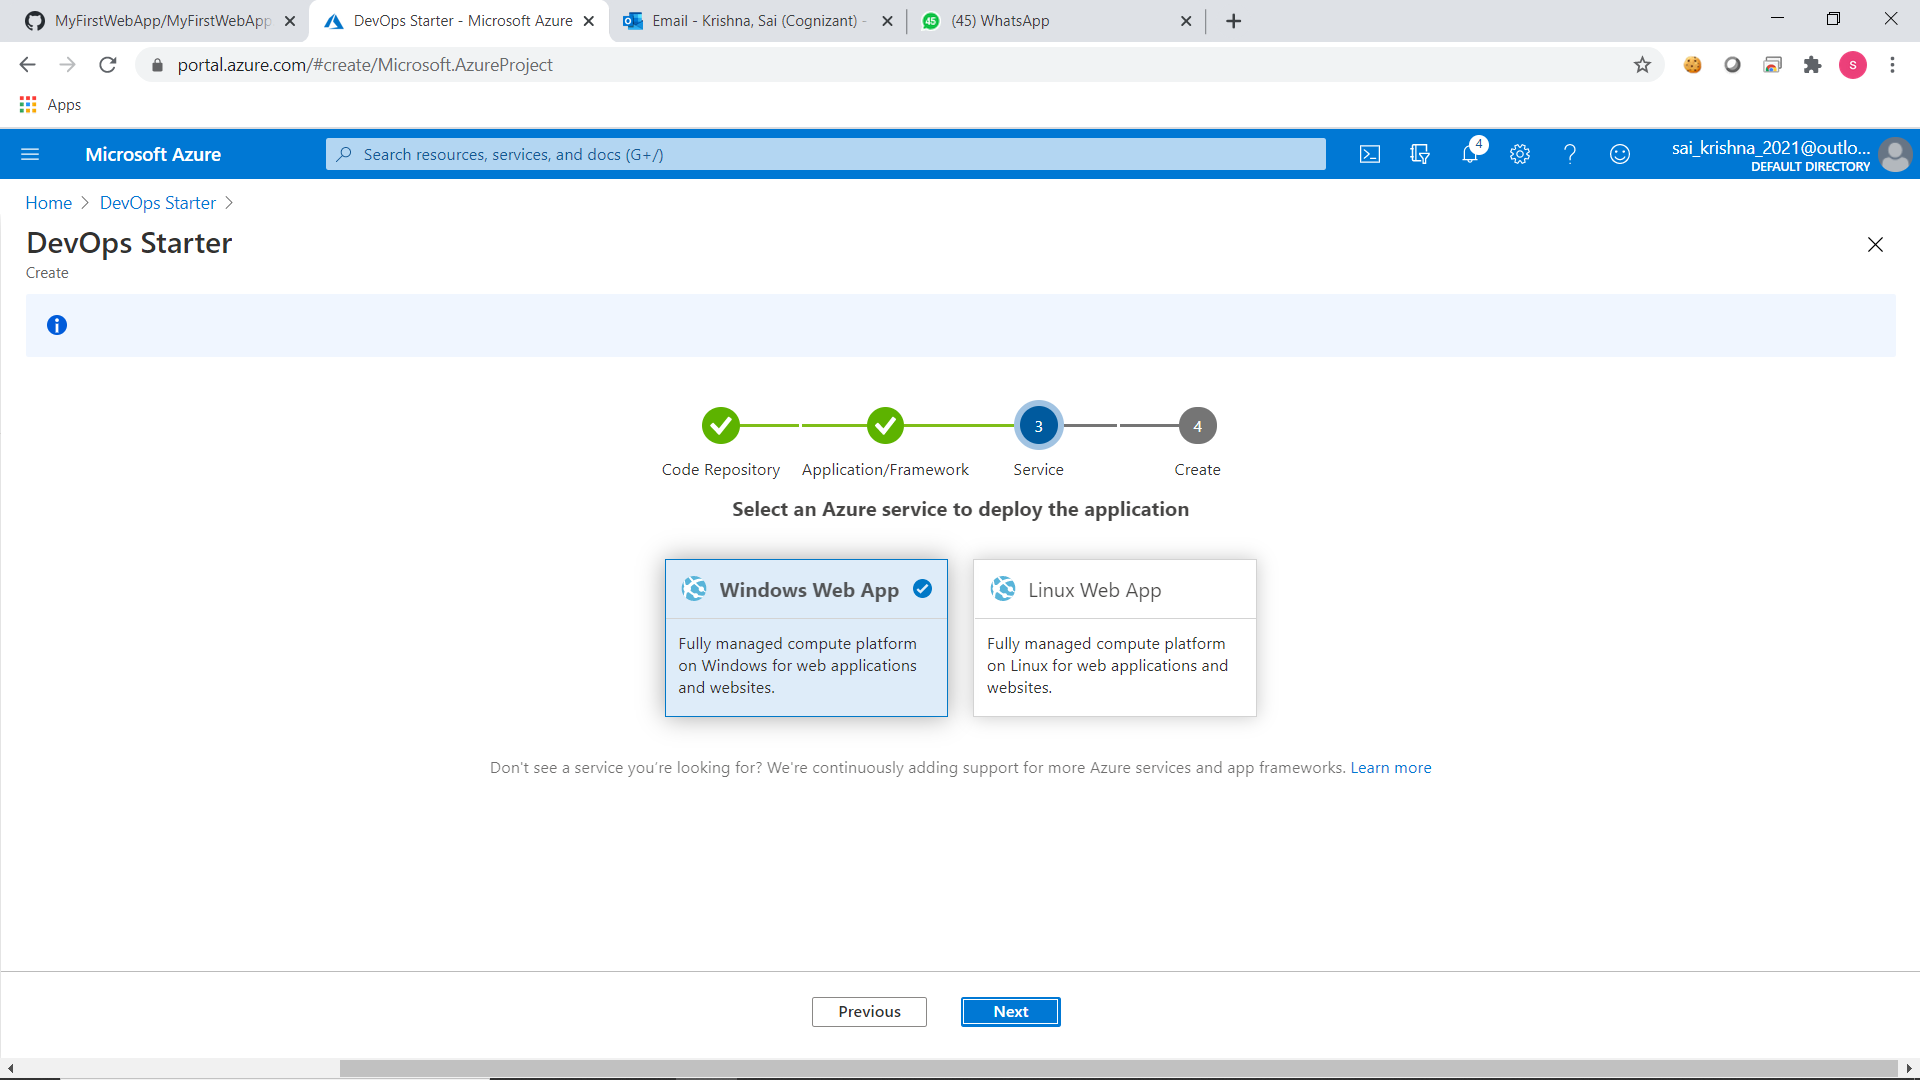 MyFirstWebApp/MyFirstWebApp
DevOps Starter - Microsoft Azure
Email - Krishna, Sai (Cognizant) -
45
(45) WhatsApp
portal.azure.com/#create/Microsoft.AzureProject
s
Apps
Microsoft Azure
Search resources, services, and docs (G+/)
4
sai_krishna_2021@outlo...
DEFAULT DIRECTORY
Home > DevOps Starter >
DevOps Starter
Create
3
4
Code Repository
Application/Framework
Service
Create
Select an Azure service to deploy the application
Windows Web App
Fully managed compute platform
on Windows for web applications
and websites.
Linux Web App
Fully managed compute platform
on Linux for web applications and
websites.
Don't see a service you're looking for? We're continuously adding support for more Azure services and app frameworks. Learn more
Previous
Next